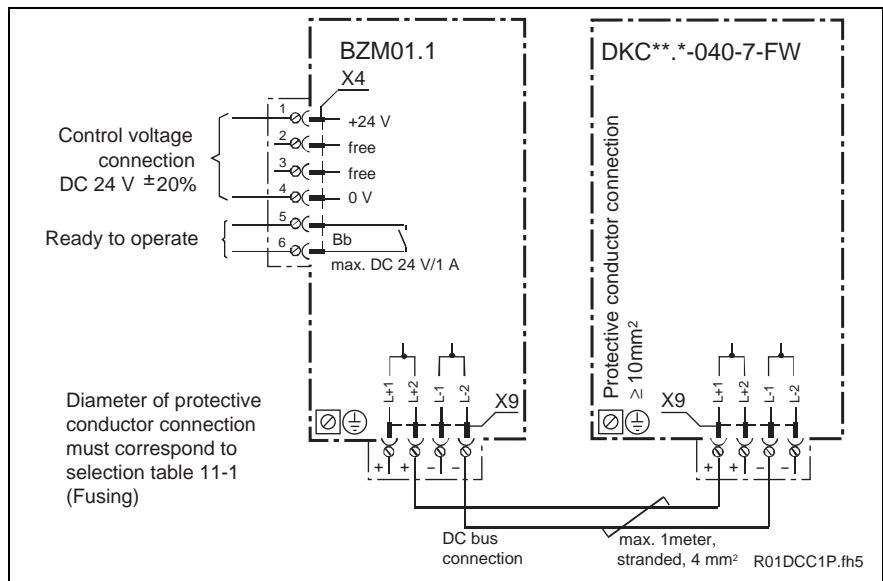 BZM01.1
DKC**.*-040-7-FW
X4
1
+24 V
2
free
3
free
4
0 V
5
6
Bb
max. DC 24 V/1 A
Control voltage
connection
DC 24 V ±20%
Ready to operate
Protective conductor connection
≥ 10mm²
L+1
L+2
L-1
L-2
X9
L+1
L+2
L-1
L-2
X9
Diameter of protective
conductor connection
must correspond to
selection table 11-1
(Fusing)
+ + – –
+ + – –
DC bus
connection
max. 1meter,
stranded, 4 mm²
R01DCC1P.fh5